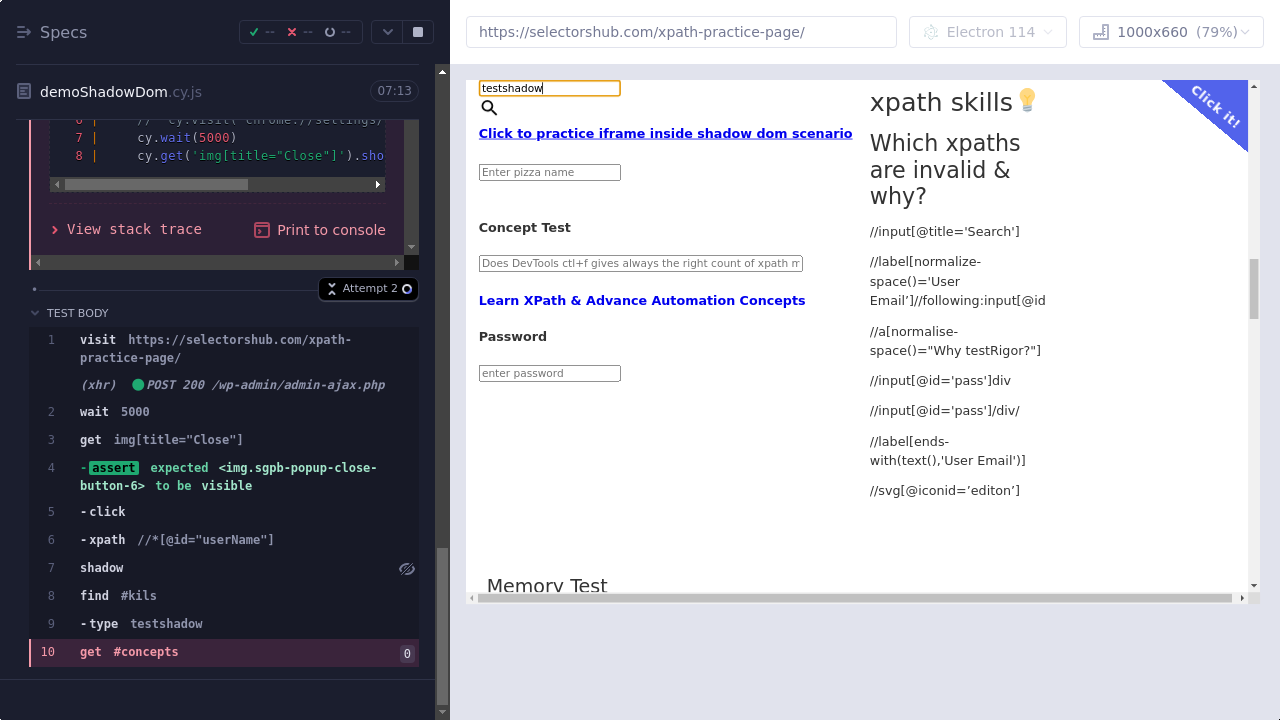 Specs
-- -- --
demoShadowDom.cy.js 07:13
6 | // cy.visit('chrome://settings/
7 | cy.wait(5000)
8 | cy.get('img[title="Close"]').sho
View stack trace
Print to console
Attempt 2
TEST BODY
1 visit https://selectorshub.com/xpath-
practice-page/
(xhr) POST 200 /wp-admin/admin-ajax.php
2 wait 5000
3 get img[title="Close"]
4 -assert expected <img.sgpb-popup-close-
button-6> to be visible
5 -click
6 -xpath //*[@id="userName"]
7 shadow
8 find #kils
9 -type testshadow
10 get #concepts 0
https://selectorshub.com/xpath-practice-page/
Electron 114
1000x660 (79%)
testshadow
Click to practice iframe inside shadow dom scenario
Enter pizza name
Concept Test
Does DevTools ctl+f gives always the right count of xpath m
Learn XPath & Advance Automation Concepts
Password
enter password
xpath skills
Click it!
Which xpaths
are invalid &
why?
//input[@title='Search']
//label[normalize-
space()='User
Email’]//following:input[@id
//a[normalise-
space()="Why testRigor?"]
//input[@id='pass']div
//input[@id='pass']/div/
//label[ends-
with(text(),'User Email')]
//svg[@iconid=’editon’]
Memory Test